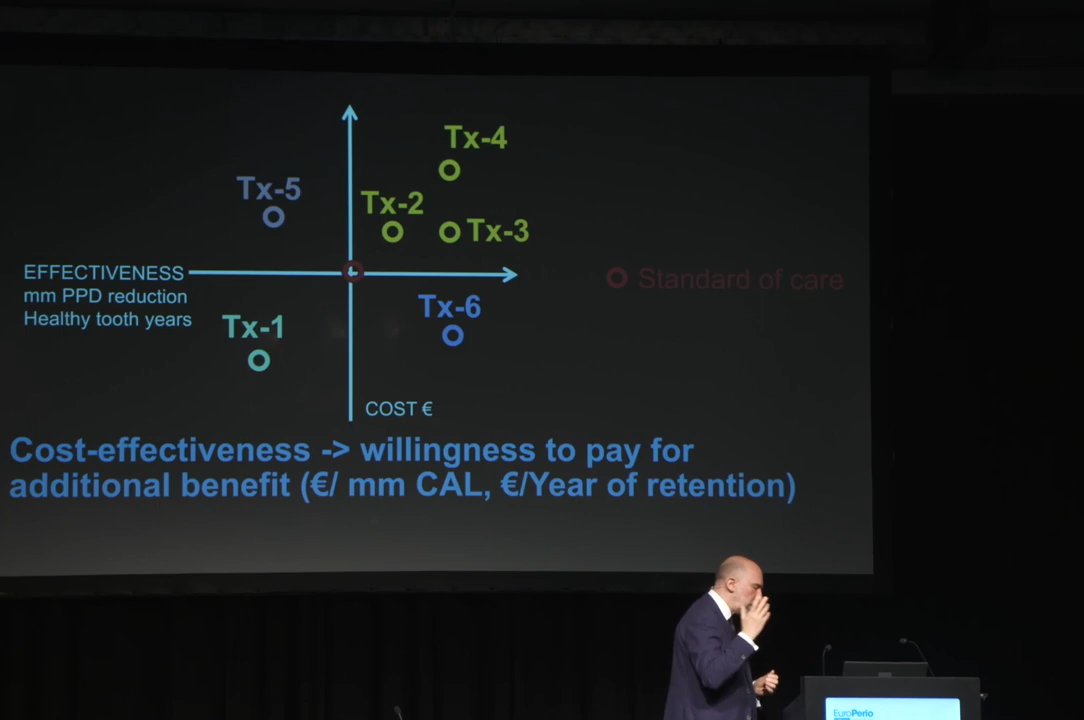 Tx-4
Tx-5
Tx-2
Tx-3
EFFECTIVENESS
mm PPD reduction
Healthy tooth years
Standard of care
Tx-6
Tx-1
COST €
Cost-effectiveness -> willingness to pay for
additional benefit (€/ mm CAL, €/Year of retention)
EuroPerio